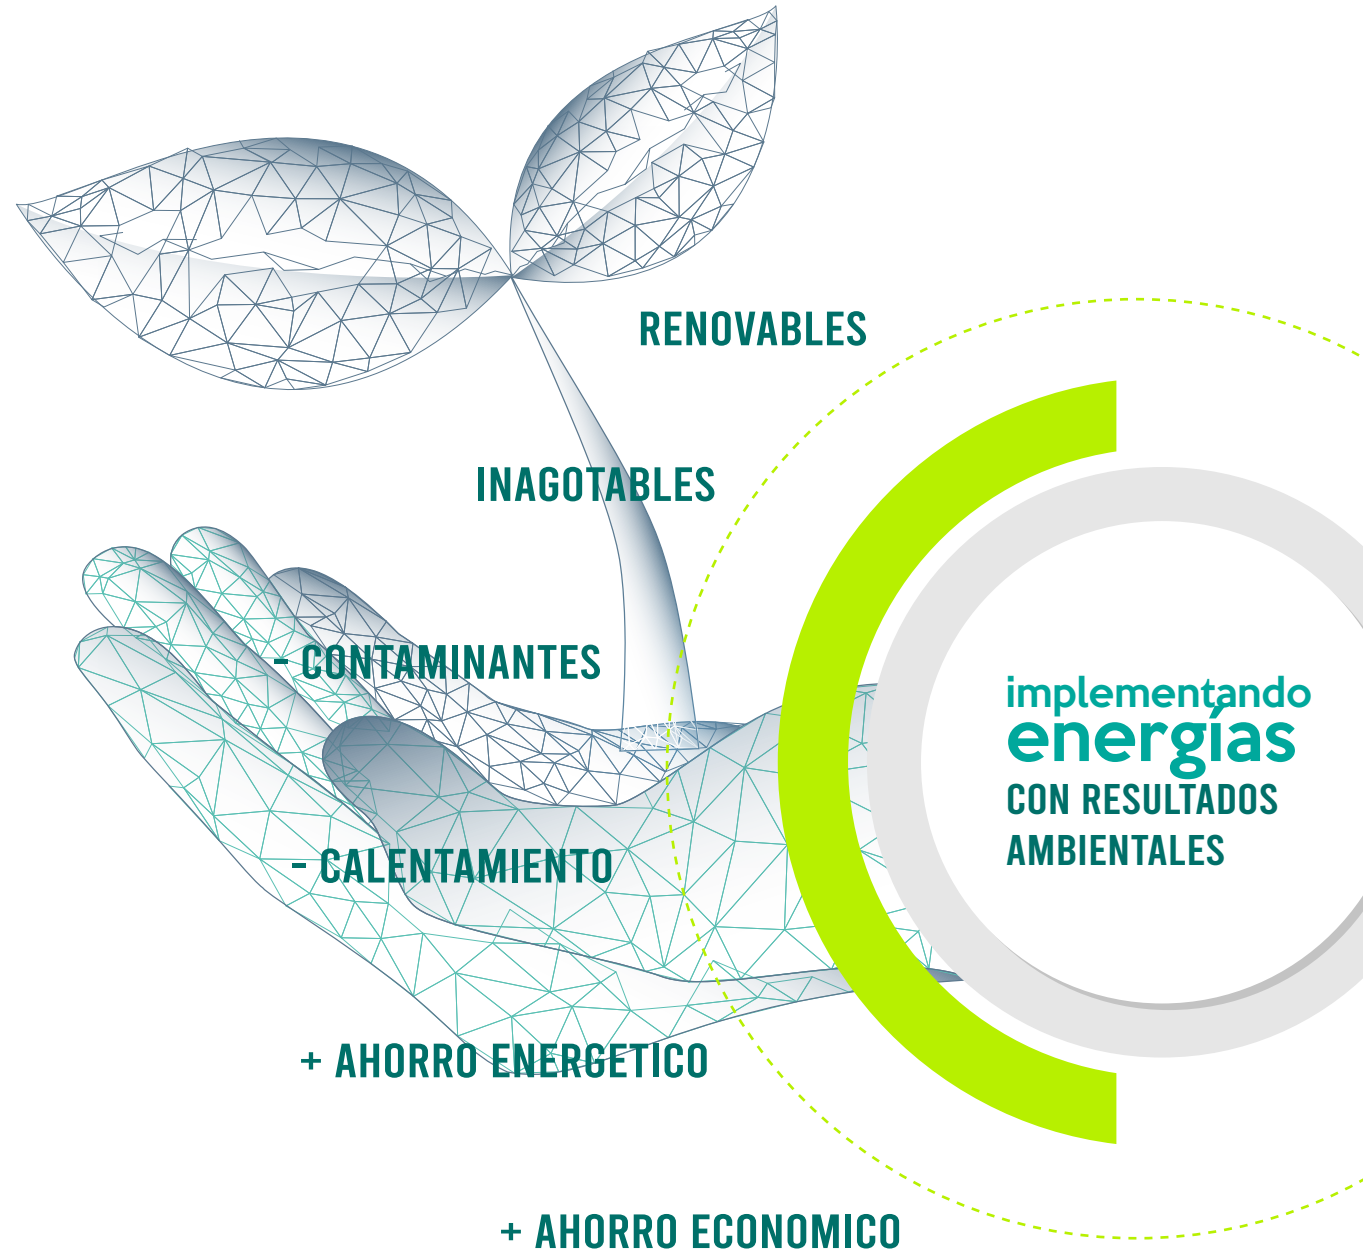 RENOVABLES
INAGOTABLES
- CONTAMINANTES
implementando
energías
CON RESULTADOS
AMBIENTALES
- CALENTAMIENTO
+ AHORRO ENERGETICO
+ AHORRO ECONOMICO